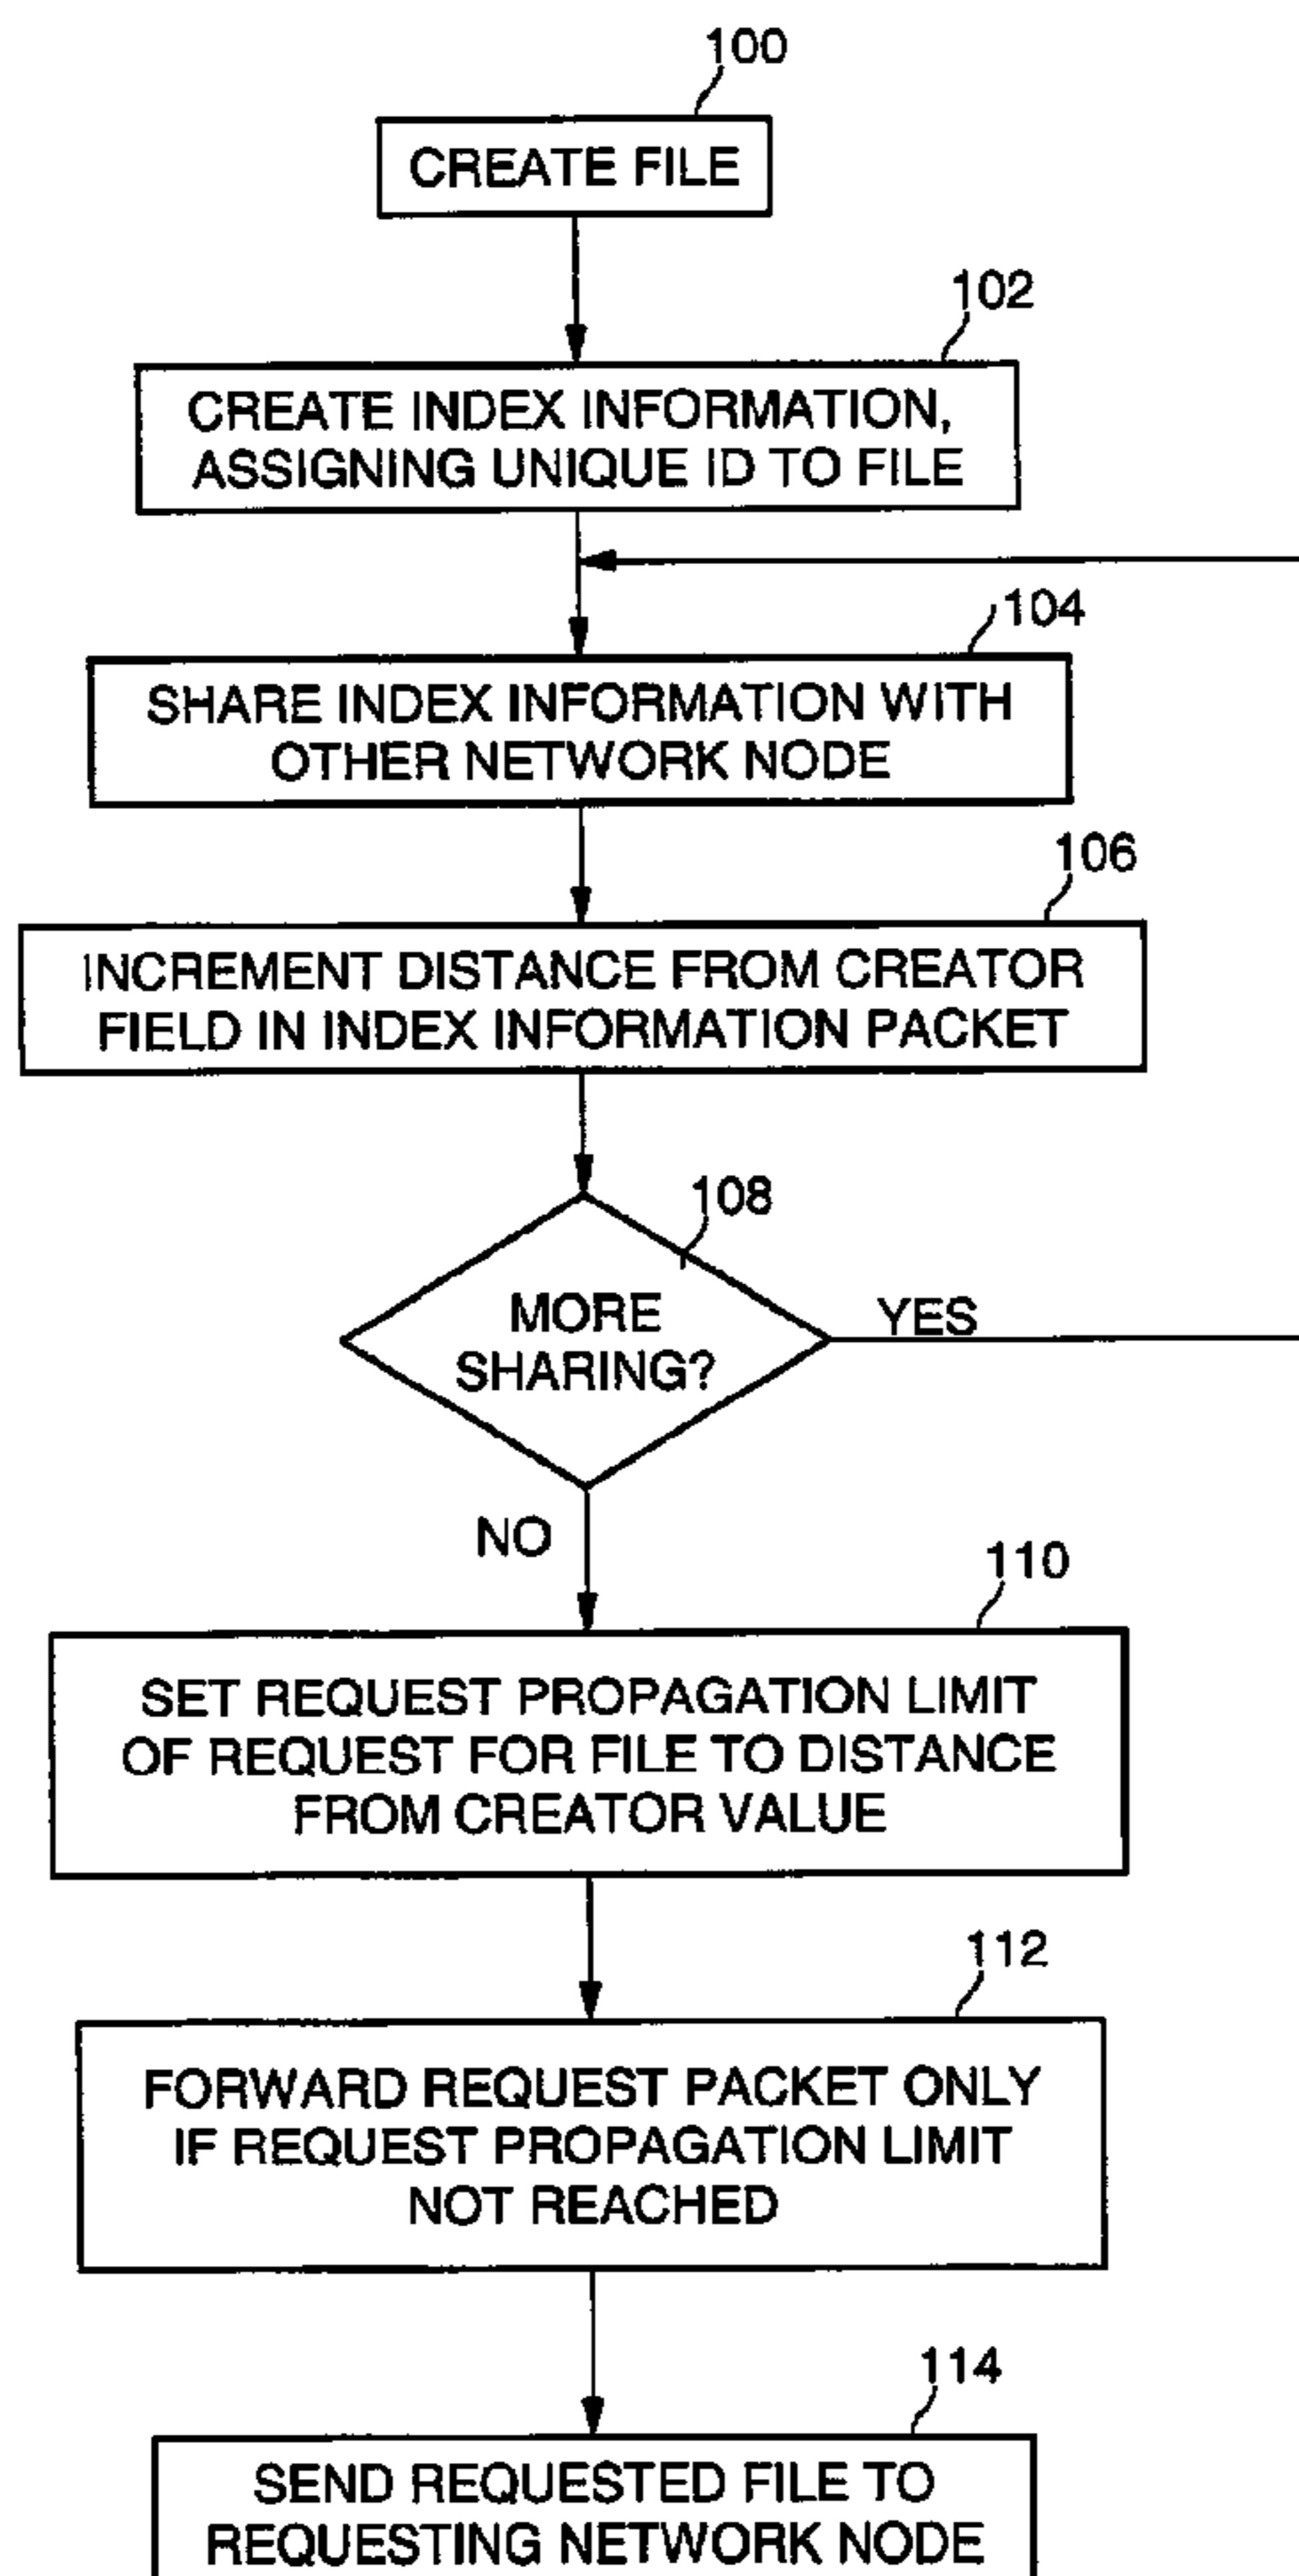 100
CREATE FILE
102
CREATE INDEX INFORMATION,
ASSIGNING UNIQUE ID TO FILE
104
SHARE INDEX INFORMATION WITH
OTHER NETWORK NODE
106
INCREMENT DISTANCE FROM CREATOR
FIELD IN INDEX INFORMATION PACKET
108
MORE
SHARING?
YES
NO
110
SET REQUEST PROPAGATION LIMIT
OF REQUEST FOR FILE TO DISTANCE
FROM CREATOR VALUE
112
FORWARD REQUEST PACKET ONLY
IF REQUEST PROPAGATION LIMIT
NOT REACHED
114
SEND REQUESTED FILE TO
REQUESTING NETWORK NODE